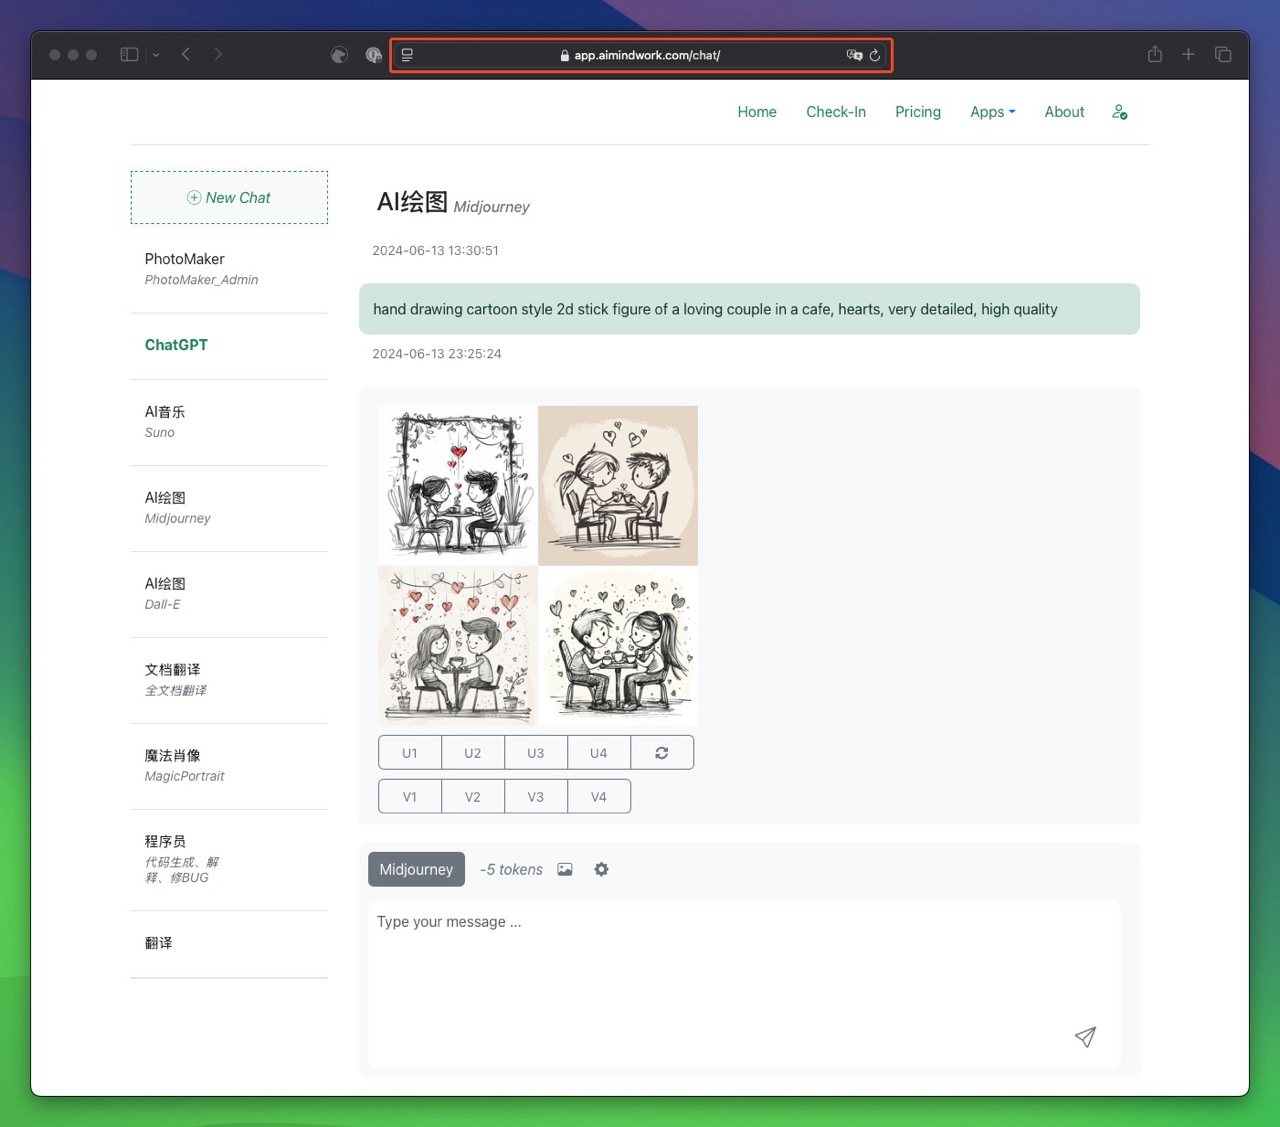 app.aimindwork.com/chat/
Home Check-In Pricing Apps About
New Chat
PhotoMaker
PhotoMaker_Admin
ChatGPT
AI音乐
Suno
AI绘图
Midjourney
AI绘图
Dall-E
文档翻译
全文档翻译
魔法肖像
MagicPortrait
程序员
代码生成、解
释、修BUG
翻译
AI绘图 Midjourney
2024-06-13 13:30:51
hand drawing cartoon style 2d stick figure of a loving couple in a cafe, hearts, very detailed, high quality
2024-06-13 23:25:24
U1 U2 U3 U4
V1 V2 V3 V4
Midjourney -5 tokens
Type your message ...